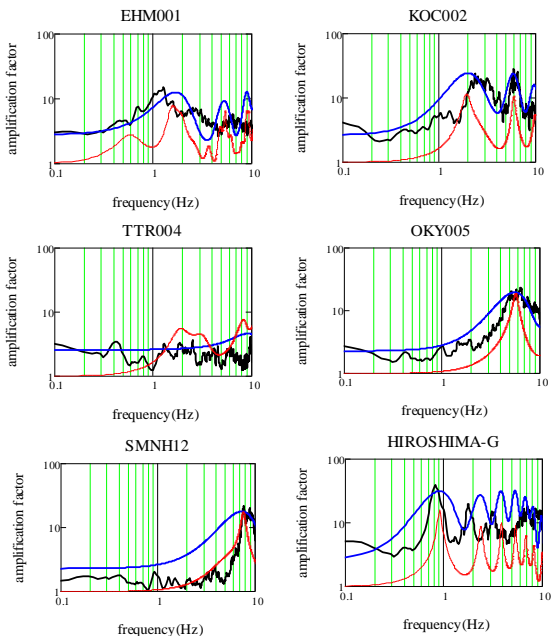 EHM001
KOC002
100
10
1
0.1
1
10
amplification factor
frequency(Hz)
100
10
1
0.1
1
10
amplification factor
frequency(Hz)
TTR004
OKY005
100
10
1
0.1
1
10
amplification factor
frequency(Hz)
100
10
1
0.1
1
10
amplification factor
frequency(Hz)
SMNH12
HIROSHIMA-G
100
10
1
0.1
1
10
amplification factor
frequency(Hz)
100
10
1
0.1
1
10
amplification factor
frequency(Hz)